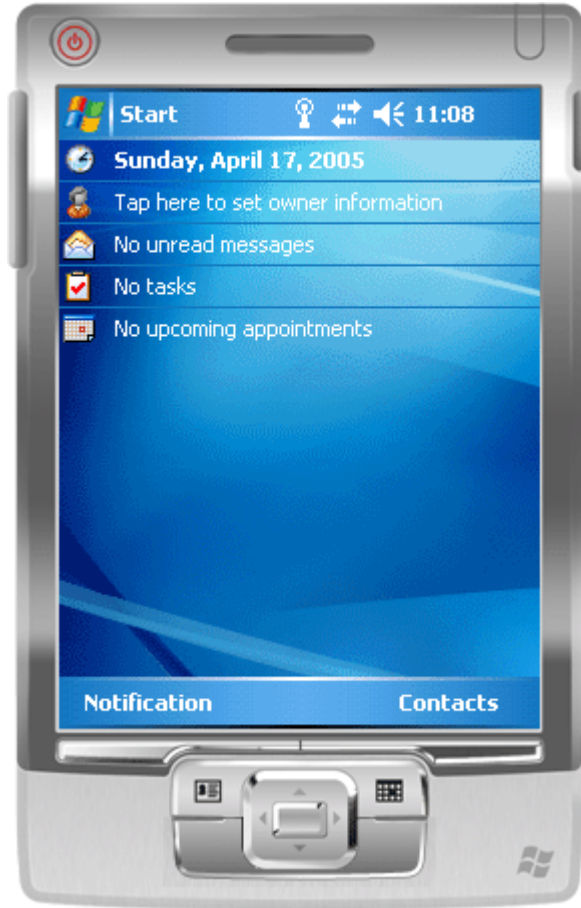 Start 11:08
Sunday, April 17, 2005
Tap here to set owner information
No unread messages
No tasks
No upcoming appointments
Notification Contacts